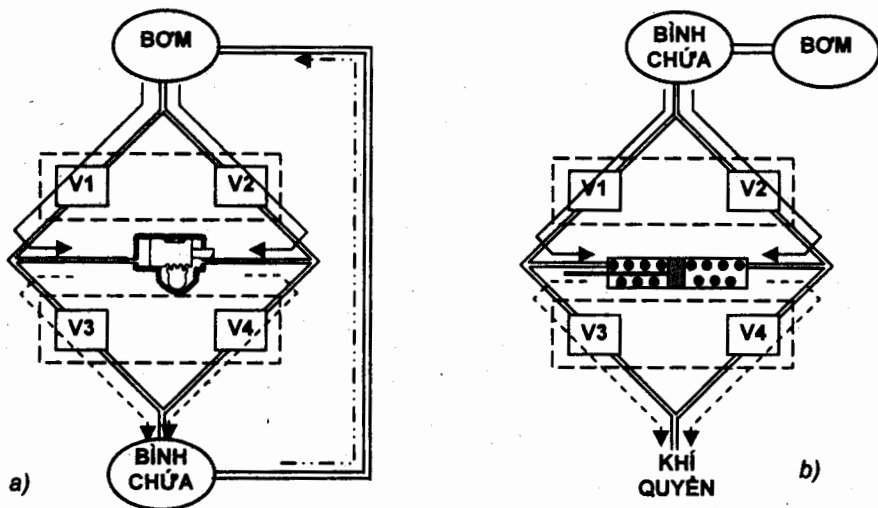 BƠM
V1
V2
V3
V4
BÌNH
CHỨA
a)
BÌNH
CHỨA
BƠM
V1
V2
V3
V4
KHÍ
QUYỂN
b)